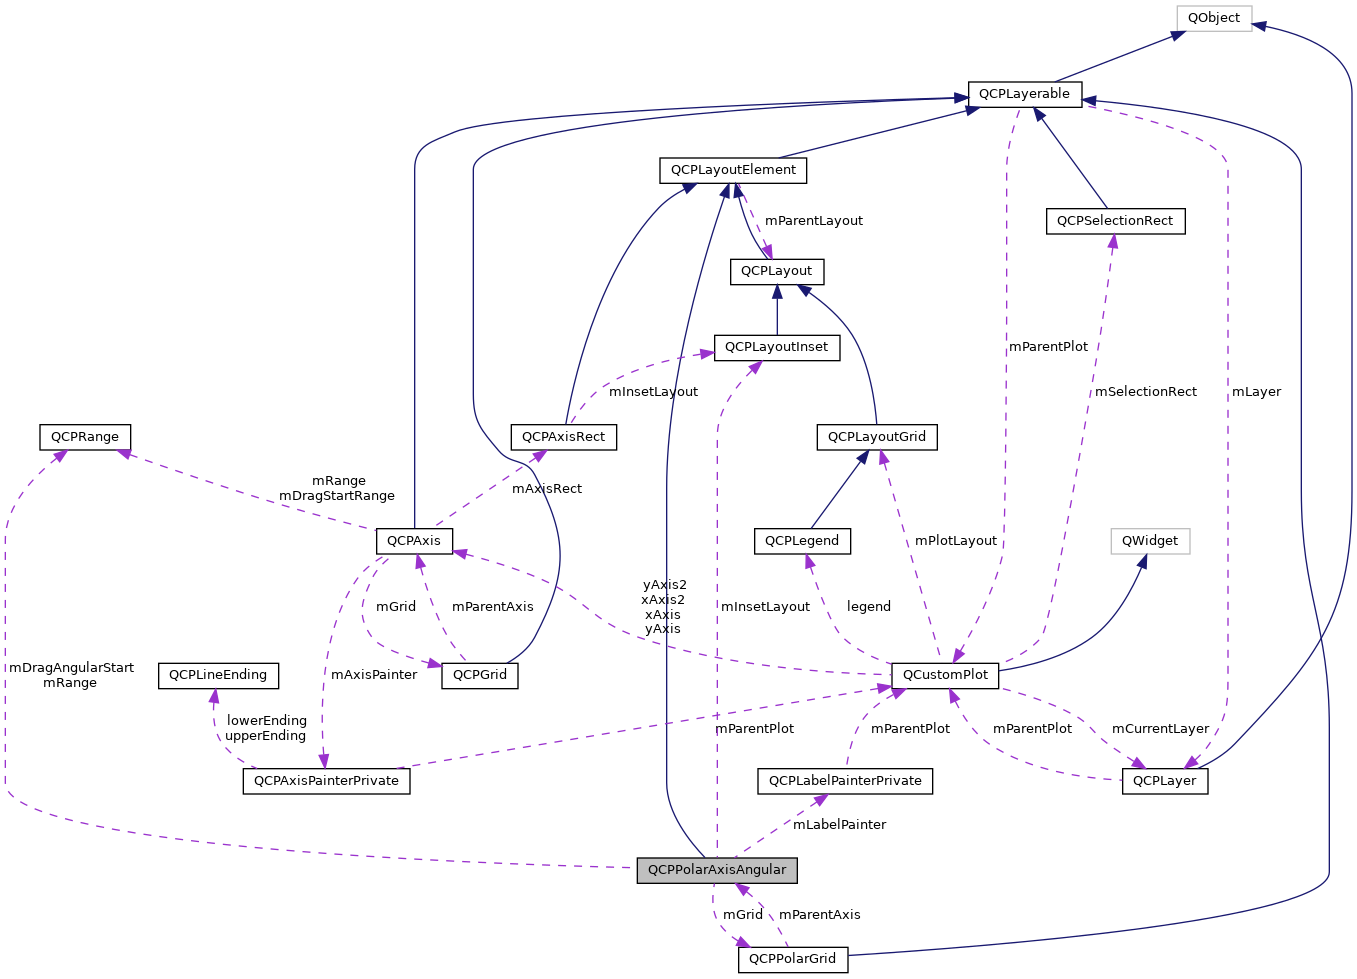 QObject
QCPLayerable
QCPLayoutElement
QCPSelectionRect
mParentLayout
QCPLayout
QCPLayoutInset
mParentPlot
mInsetLayout
mSelectionRect
mLayer
QCPRange
QCPAxisRect
QCPLayoutGrid
mRange
mDragStartRange
mAxisRect
QCPAxis
QCPLegend
mPlotLayout
QWidget
yAxis2
xAxis2
xAxis
yAxis
mGrid
mParentAxis
mInsetLayout
legend
mDragAngularStart
mRange
QCPLineEnding
mAxisPainter
QCPGrid
QCustomPlot
lowerEnding
upperEnding
mParentPlot
mParentPlot
mParentPlot
mCurrentLayer
QCPAxisPainterPrivate
QCPLabelPainterPrivate
QCPLayer
mLabelPainter
QCPPolarAxisAngular
mGrid
mParentAxis
QCPPolarGrid